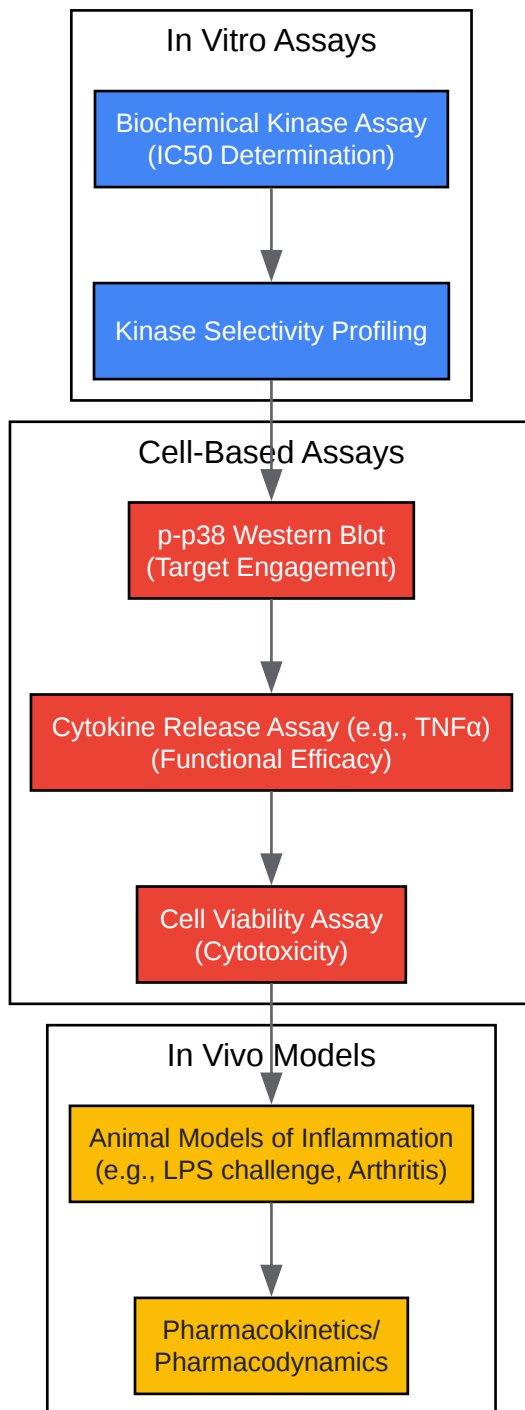 In Vitro Assays
Biochemical Kinase Assay
(IC50 Determination)
Kinase Selectivity Profiling
Cell-Based Assays
p-p38 Western Blot
(Target Engagement)
Cytokine Release Assay (e.g., TNFα)
(Functional Efficacy)
Cell Viability Assay
(Cytotoxicity)
In Vivo Models
Animal Models of Inflammation
(e.g., LPS challenge, Arthritis)
Pharmacokinetics/
Pharmacodynamics